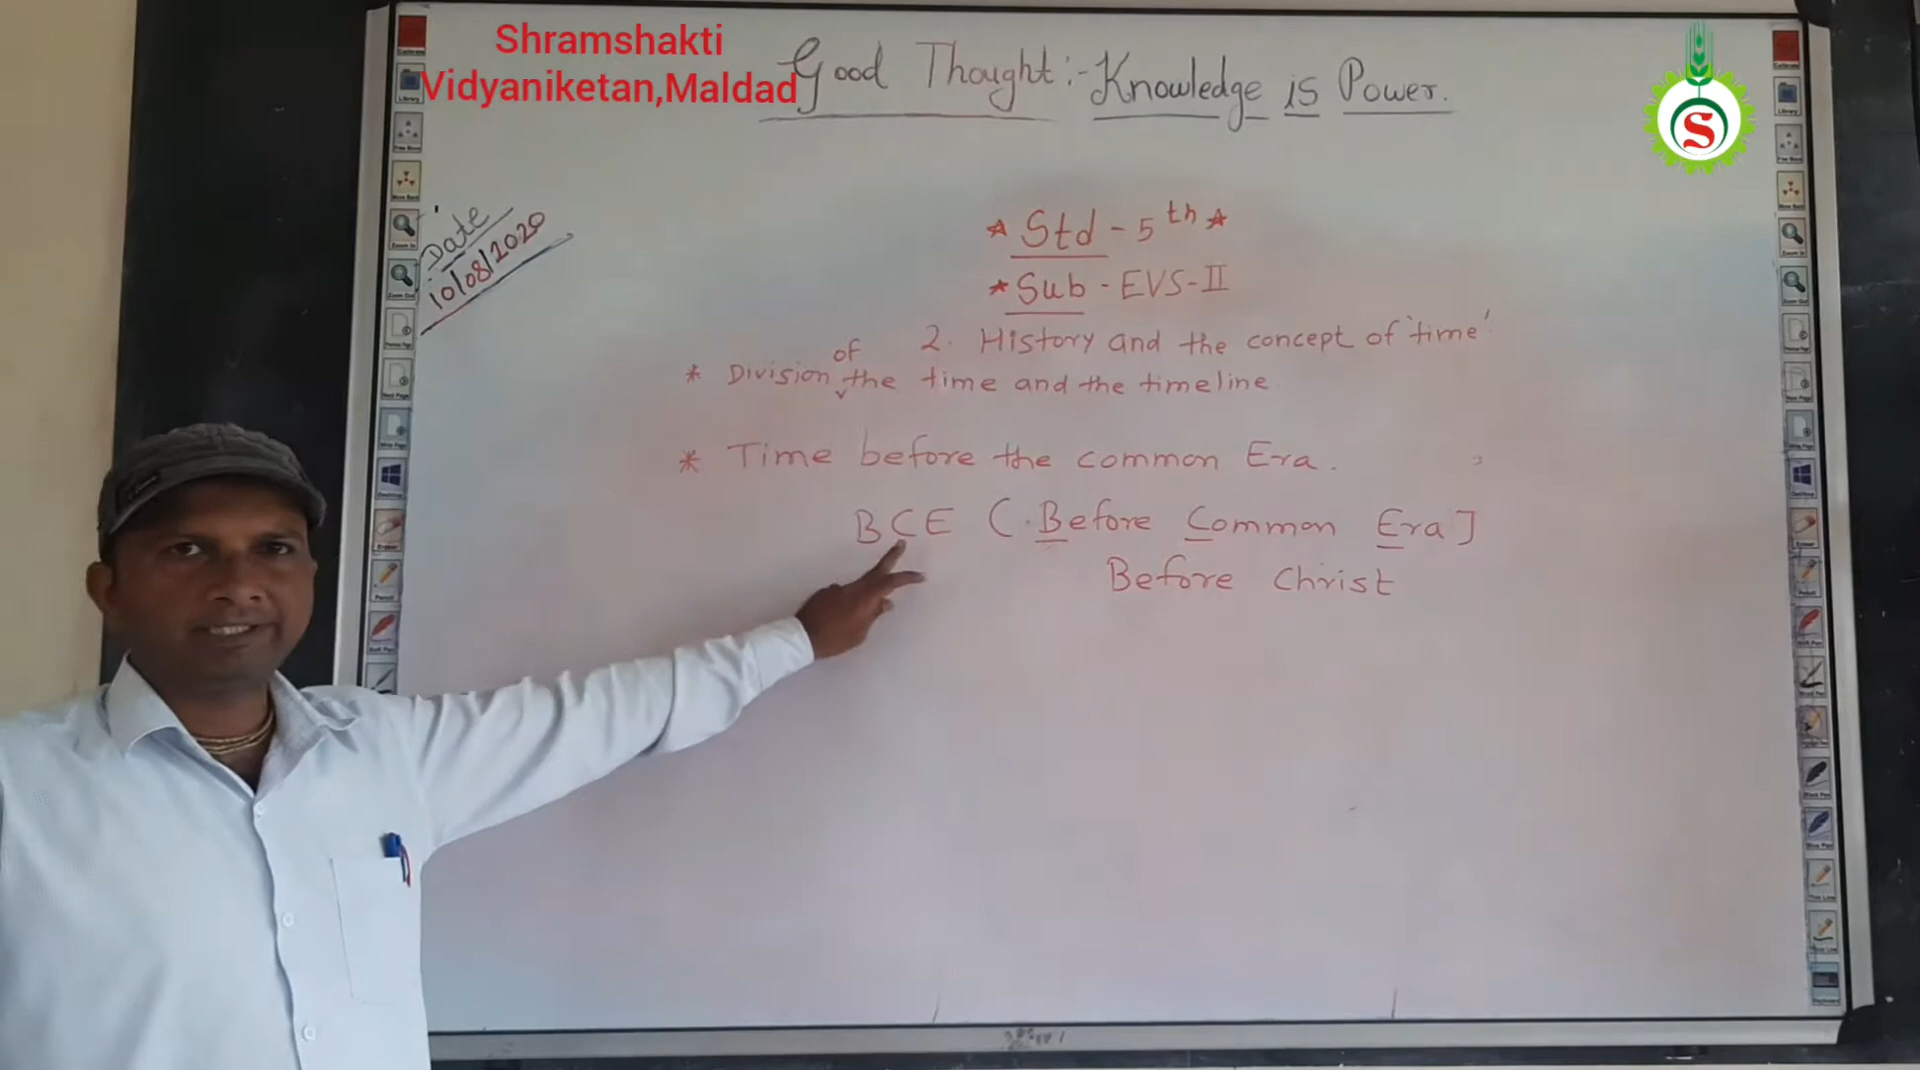 Shramshakti
Vidyaniketan,Maldad
Good Thought:- Knowledge is Power.
S
Date
10/08/2020
* Std - 5th *
* Sub - EVS-II
2. History and the concept of 'time'
* Division of the time and the timeline
* Time before the common Era.
BCE ( Before Common Era ]
Before Christ